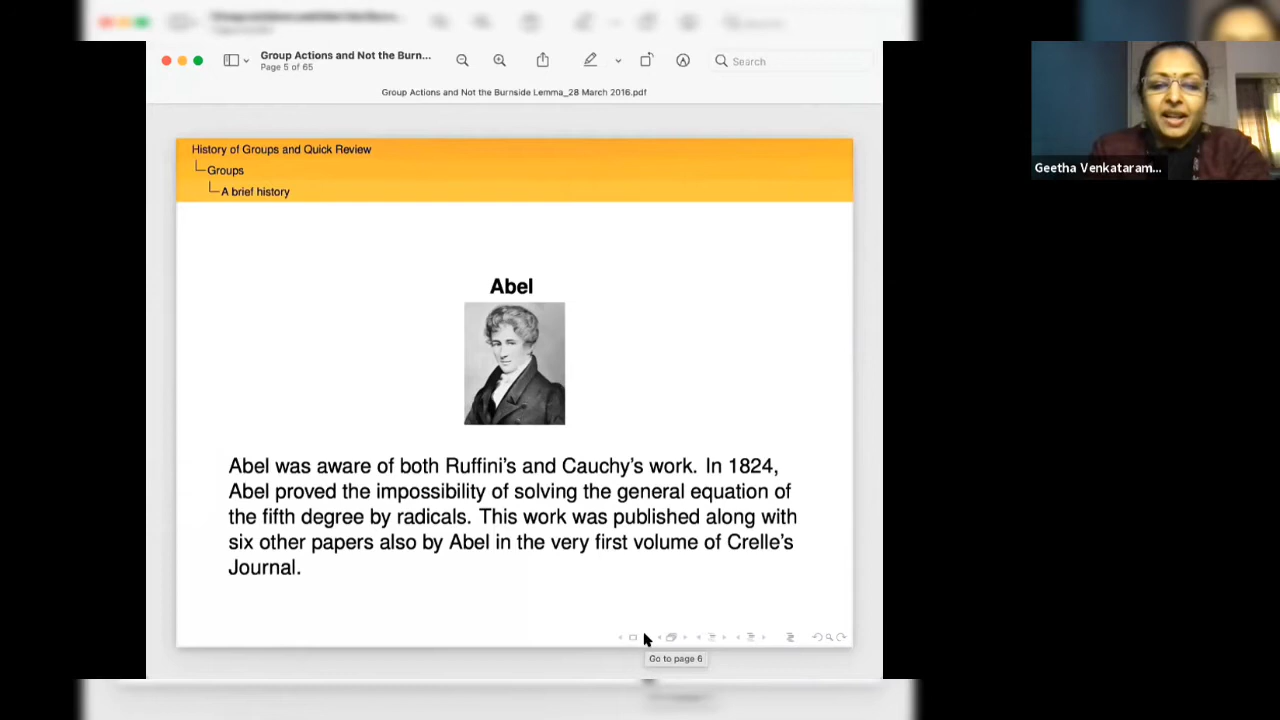 Group Actions and Not the Burn...
Page 5 of 65
Search
Group Actions and Not the Burnside Lemma_28 March 2016.pdf
History of Groups and Quick Review
Groups
A brief history
Abel
Abel was aware of both Ruffini's and Cauchy's work. In 1824,
Abel proved the impossibility of solving the general equation of
the fifth degree by radicals. This work was published along with
six other papers also by Abel in the very first volume of Crelle's
Journal.
Go to page 6
Geetha Venkataram...